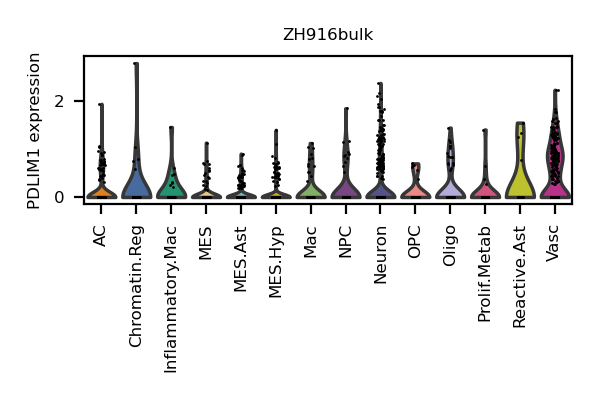 ZH916bulk
PDLIM1 expression
2
0
AC
Chromatin.Reg
Inflammatory.Mac
MES
MES.Ast
MES.Hyp
Mac
NPC
Neuron
OPC
Oligo
Prolif.Metab
Reactive.Ast
Vasc